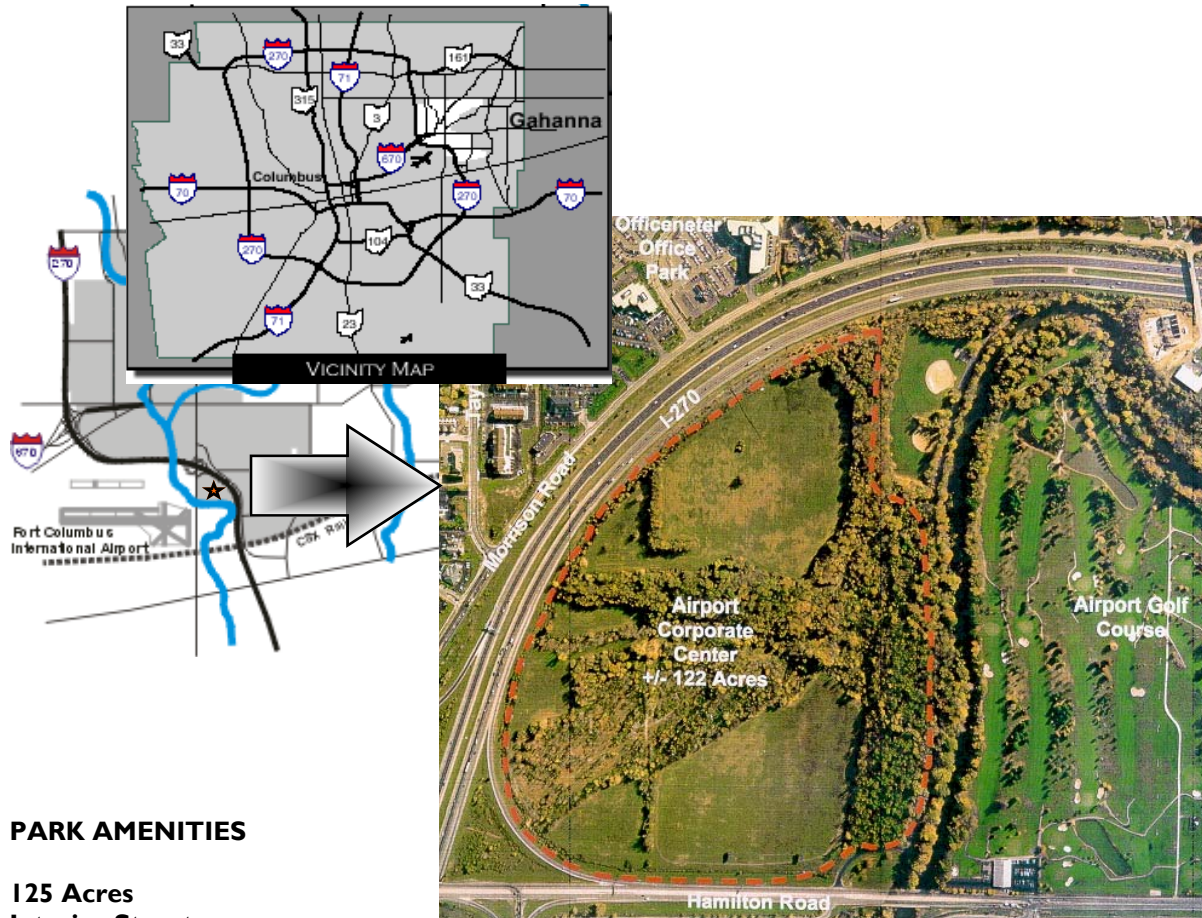 33
270
71
161
315
3
Gahanna
670
Columbus
70
270
70
104
270
33
71
23
VICINITY MAP
270
670
Port Columbus
International Airport
CSX Rail
Officeneter
Office
Park
I-270
Morrison Road
Airport
Corporate
Center
+/- 122 Acres
Airport Golf
Course
Hamilton Road
PARK AMENITIES
125 Acres